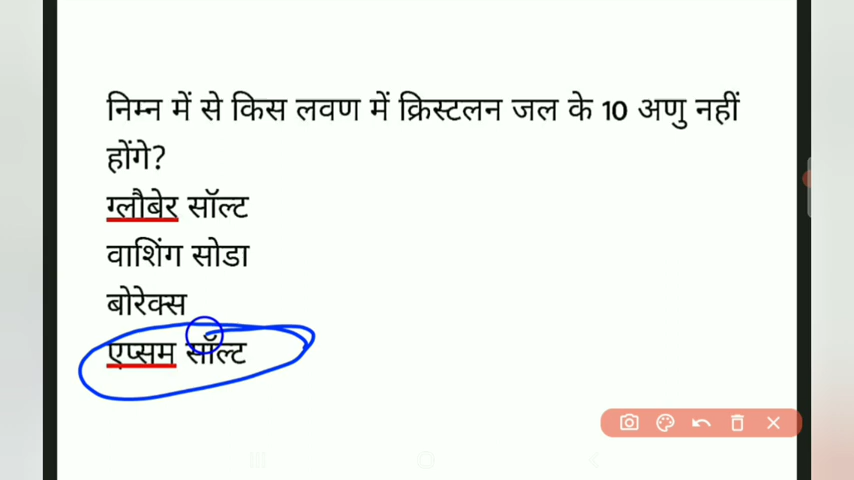 निम्न में से किस लवण में क्रिस्टलन जल के 10 अणु नहीं
होंगे?
ग्लौबेर सॉल्ट
वाशिंग सोडा
बोरेक्स
एप्सम सॉल्ट